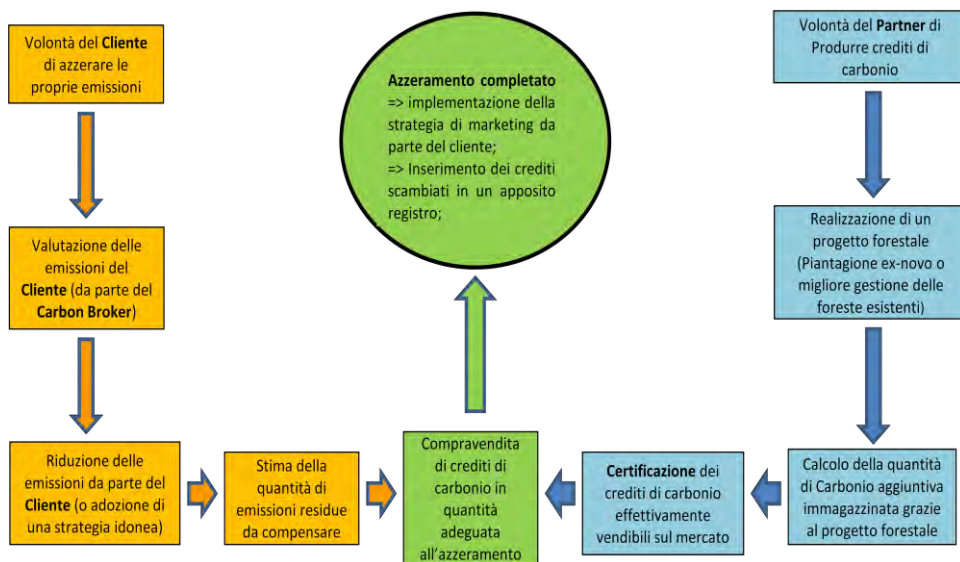 Volontà del Cliente
di azzerare le
proprie emissioni
Valutazione delle
emissioni del
Cliente (da parte del
Carbon Broker)
Riduzione delle
emissioni da parte del
Cliente (o adozione di
una strategia idonea)
Stima della
quantità di
emissioni residue
da compensare
Compravendita
di crediti di
carbonio in
quantità
adeguata
all'azzeramento
Azzeramento completato
=> implementazione della
strategia di marketing da
parte del cliente;
=> Inserimento dei crediti
scambiati in un apposito
registro;
Volontà del Partner di
Produrre crediti di
carbonio
Realizzazione di un
progetto forestale
(Piantagione ex-novo o
migliore gestione delle
foreste esistenti)
Calcolo della quantità
di Carbonio aggiuntiva
immagazzinata grazie
al progetto forestale
Certificazione dei
crediti di carbonio
effettivamente
vendibili sul mercato